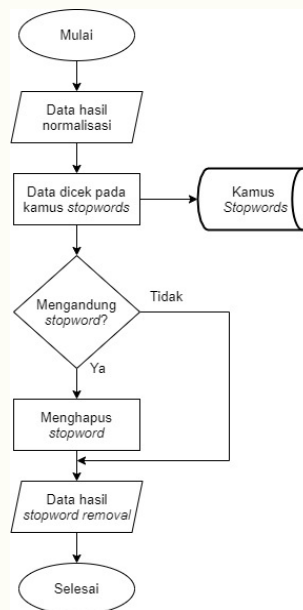 Mulai
Data hasil
normalisasi
Data dicek pada
kamus stopwords
Kamus
Stopwords
Mengandung
stopword?
Tidak
Ya
Menghapus
stopword
Data hasil
stopword removal
Selesai